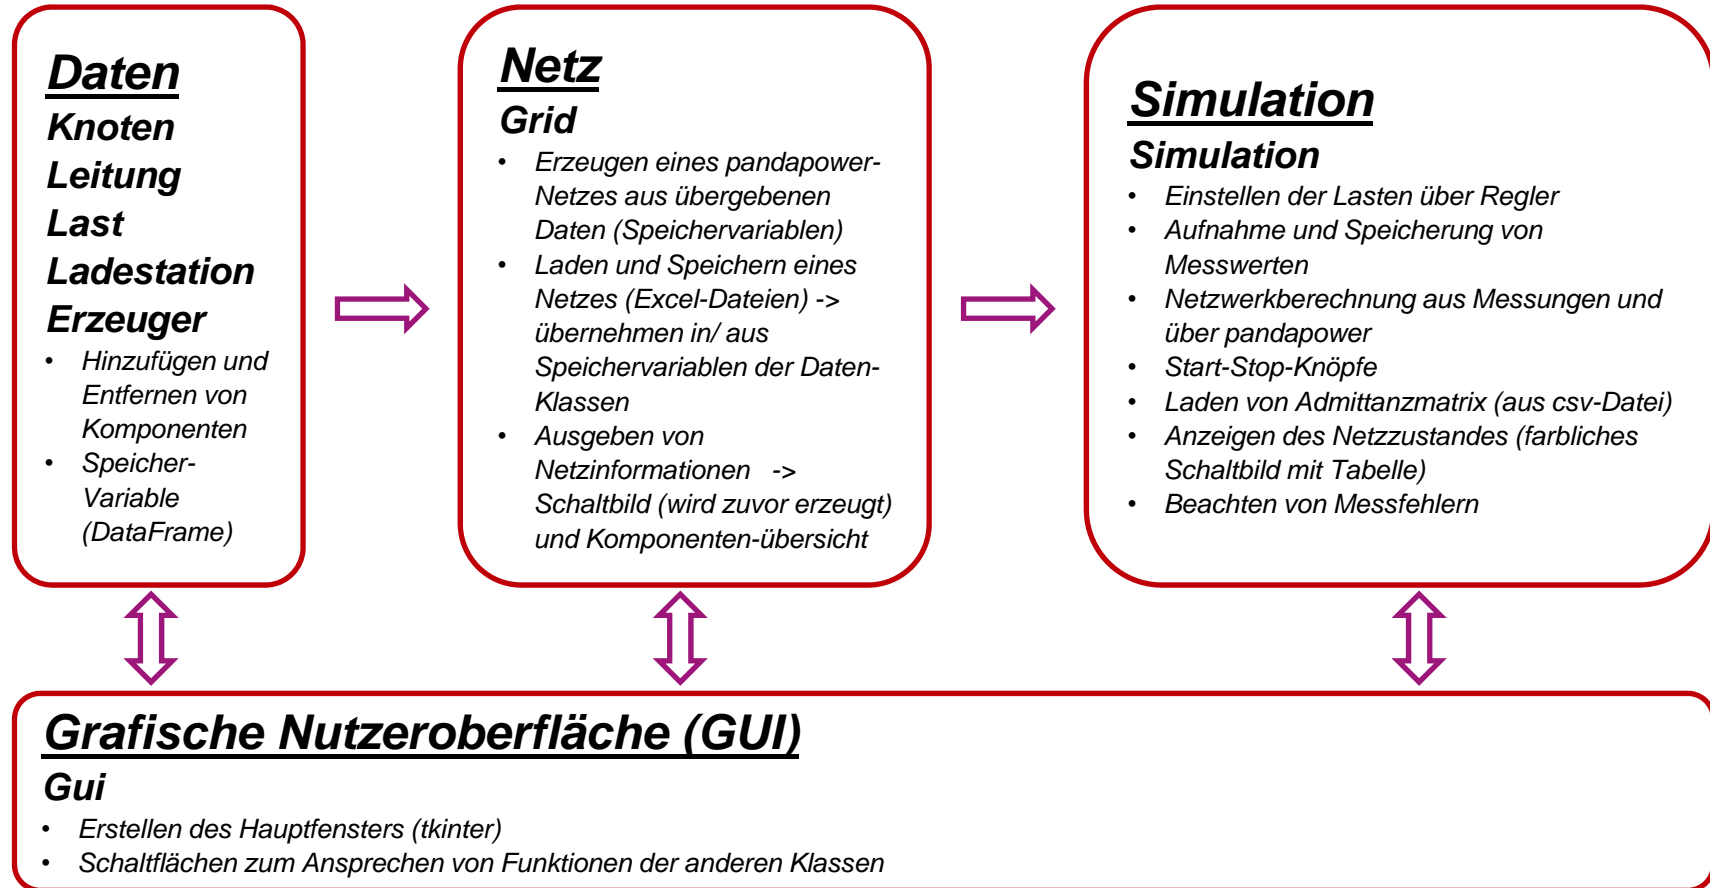 Daten
Knoten
Leitung
Last
Ladestation
Erzeuger
• Hinzufügen und
Entfernen von
Komponenten
• Speicher-
Variable
(DataFrame)
Netz
Grid
• Erzeugen eines pandapower-
Netzes aus übergebenen
Daten (Speichervariablen)
• Laden und Speichern eines
Netzes (Excel-Dateien) ->
übernehmen in/ aus
Speichervariablen der Daten-
Klassen
• Ausgeben von
Netzinformationen ->
Schaltbild (wird zuvor erzeugt)
und Komponenten-übersicht
Simulation
Simulation
• Einstellen der Lasten über Regler
• Aufnahme und Speicherung von
Messwerten
• Netzwerkberechnung aus Messungen und
über pandapower
• Start-Stop-Knöpfe
• Laden von Admittanzmatrix (aus csv-Datei)
• Anzeigen des Netzzustandes (farbliches
Schaltbild mit Tabelle)
• Beachten von Messfehlern
Grafische Nutzeroberfläche (GUI)
Gui
• Erstellen des Hauptfensters (tkinter)
• Schaltflächen zum Ansprechen von Funktionen der anderen Klassen